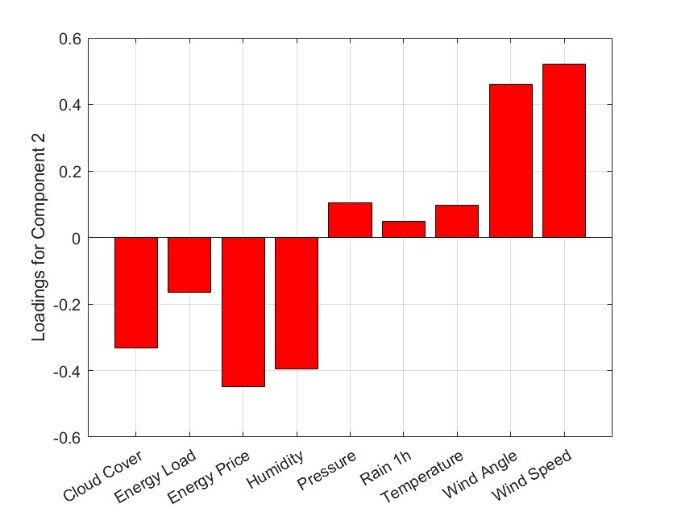 0.6
0.4
0.2
0
-0.2
-0.4
-0.6
Loadings for Component 2
Cloud Cover
Energy Load
Energy Price
Humidity
Pressure
Rain 1h
Temperature
Wind Angle
Wind Speed